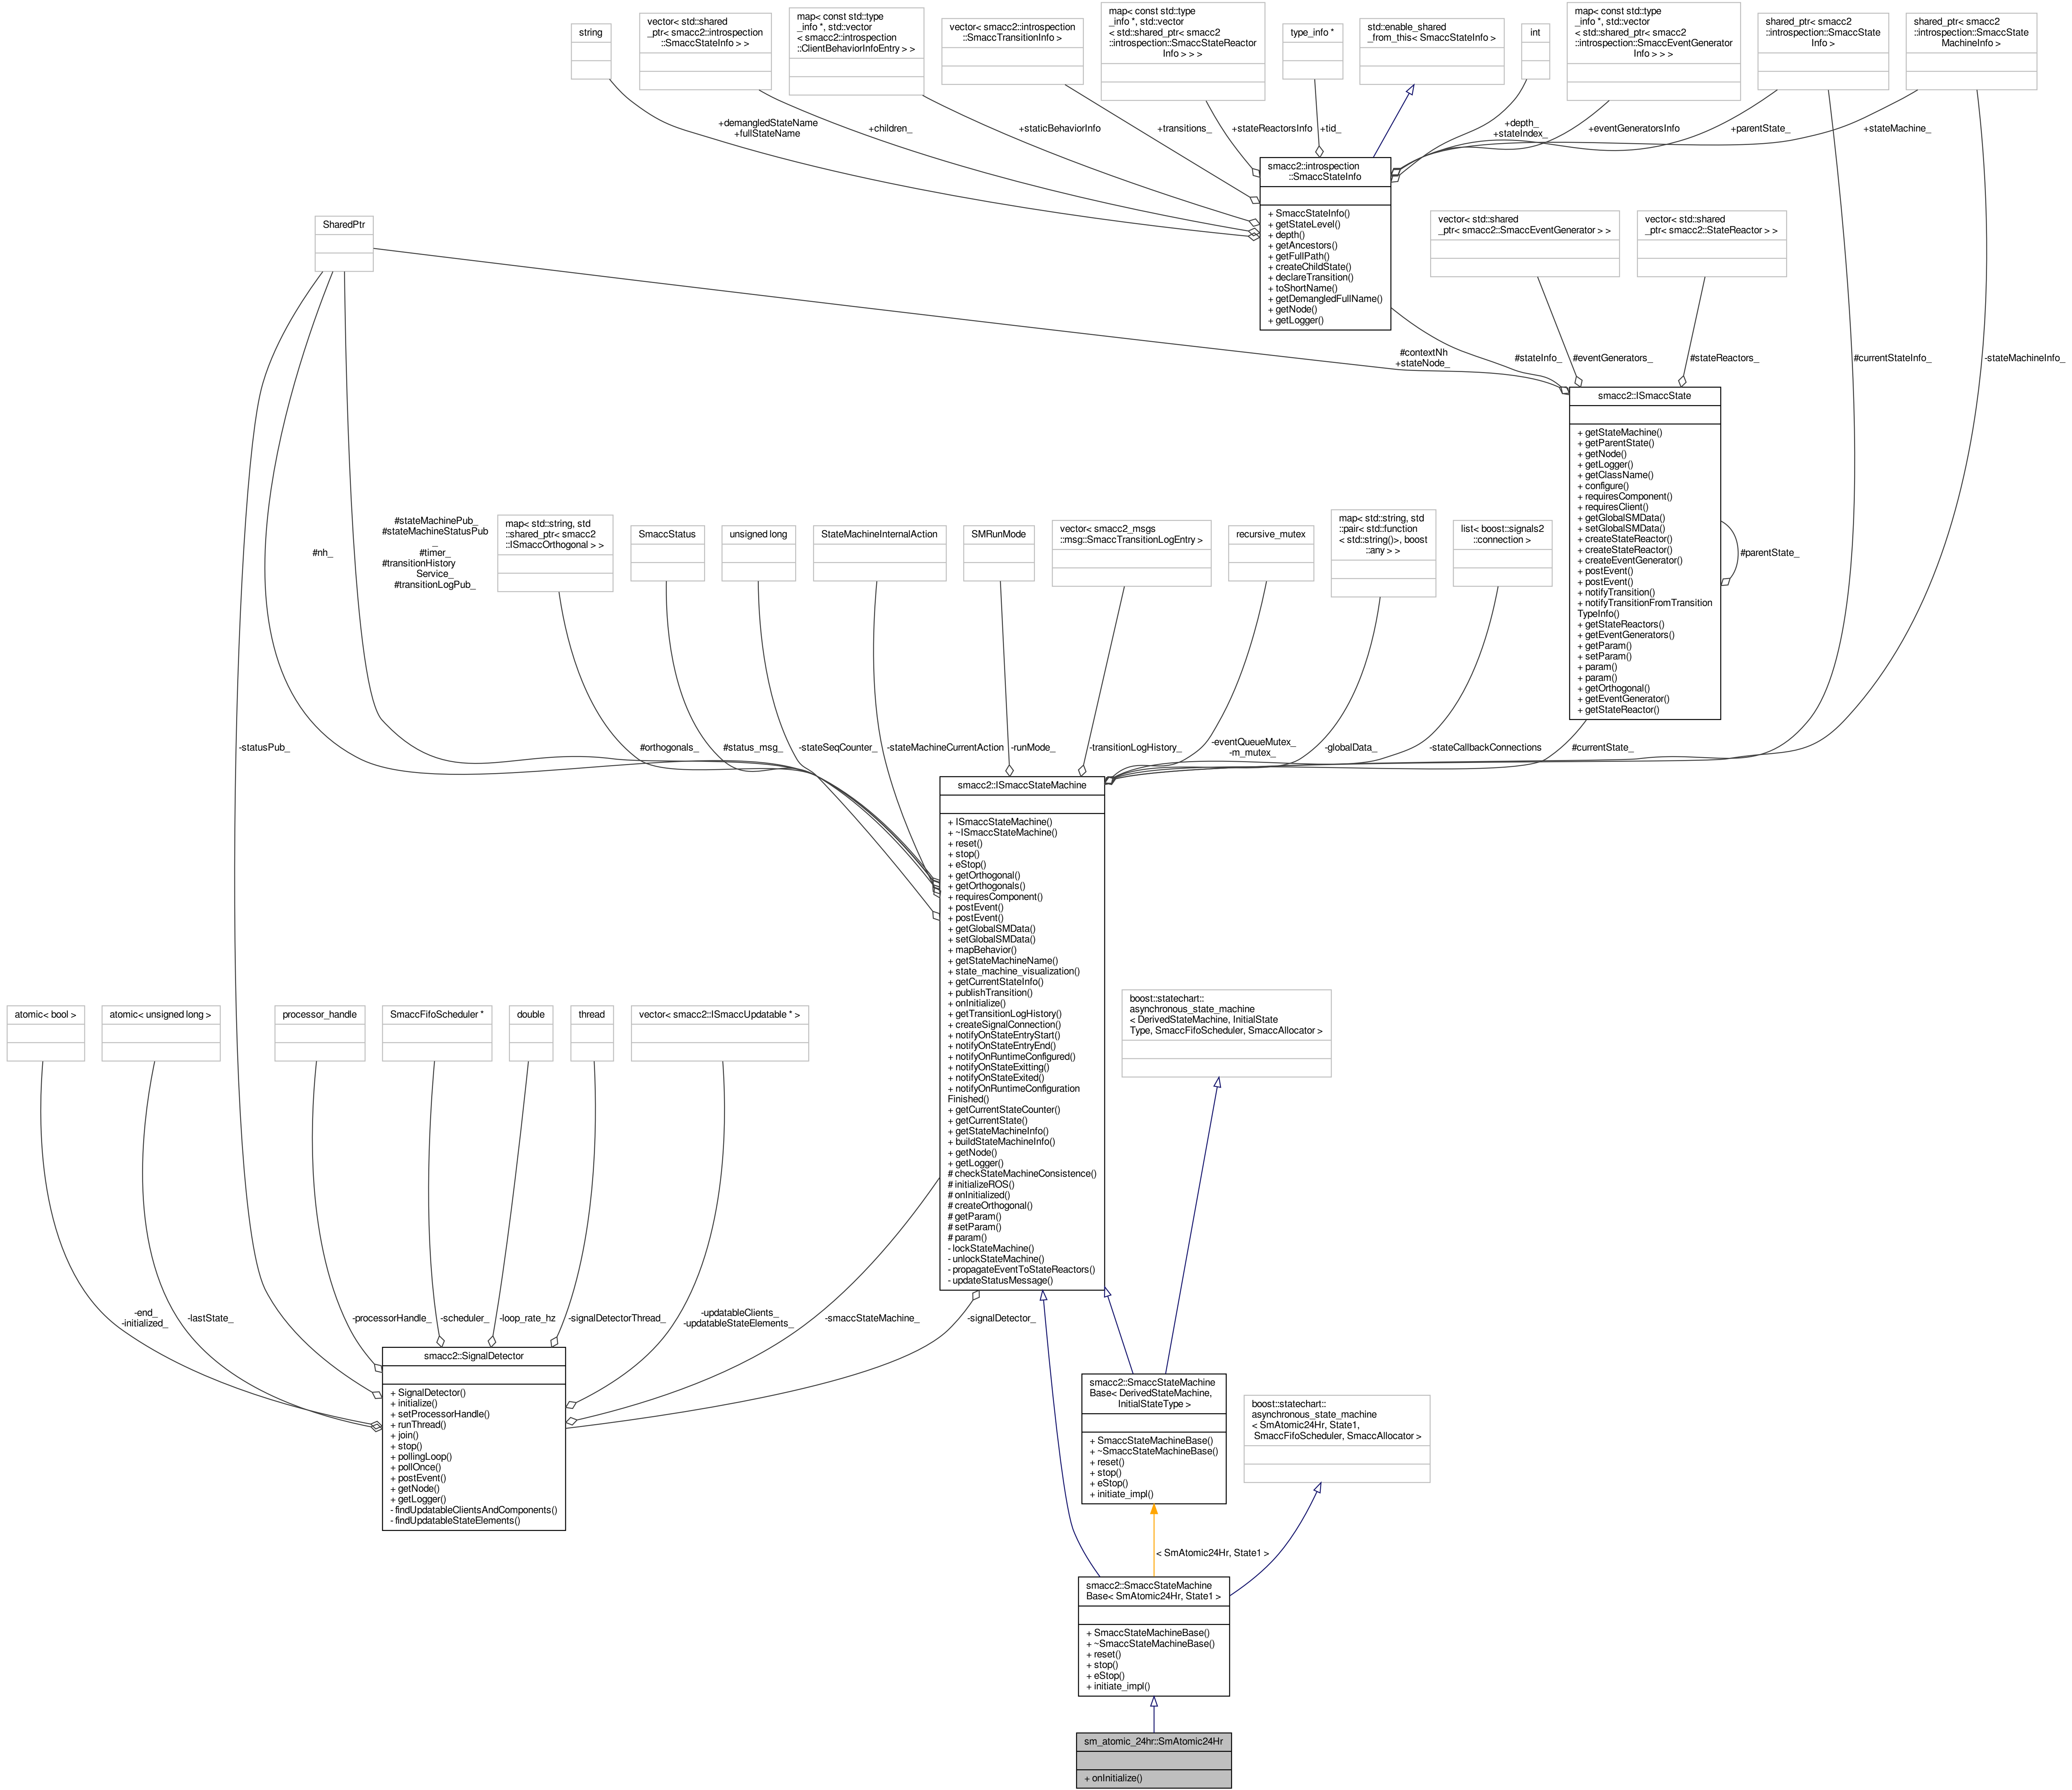 string
vector< std::shared
_ptr< smacc2::introspection
::SmaccStateInfo > >
map< const std::type
_info *, std::vector
< smacc2::introspection
::ClientBehaviorInfoEntry > >
vector< smacc2::introspection
::SmaccTransitionInfo >
map< const std::type
_info *, std::vector
< std::shared_ptr< smacc2
::introspection::SmaccStateReactor
Info > > >
type_info *
std::enable_shared
_from_this< SmaccStateInfo >
int
map< const std::type
_info *, std::vector
< std::shared_ptr< smacc2
::introspection::SmaccEventGenerator
Info > > >
shared_ptr< smacc2
::introspection::SmaccState
Info >
shared_ptr< smacc2
::introspection::SmaccState
MachineInfo >
+demangledStateName
+fullStateName
+children_
+staticBehaviorInfo
+transitions_
+stateReactorsInfo
+tid_
+depth_
+stateIndex_
+eventGeneratorsInfo
+parentState_
+stateMachine_
smacc2::introspection
::SmaccStateInfo
+ SmaccStateInfo()
+ getStateLevel()
+ depth()
+ getAncestors()
+ getFullPath()
+ createChildState()
+ declareTransition()
+ toShortName()
+ getDemangledFullName()
+ getNode()
+ getLogger()
SharedPtr
vector< std::shared
_ptr< smacc2::SmaccEventGenerator > >
vector< std::shared
_ptr< smacc2::StateReactor > >
#contextNh
+stateNode_
#stateInfo_
#eventGenerators_
#stateReactors_
#currentStateInfo_
-stateMachineInfo_
smacc2::ISmaccState
+ getStateMachine()
+ getParentState()
+ getNode()
+ getLogger()
+ getClassName()
+ configure()
+ requiresComponent()
+ requiresClient()
+ getGlobalSMData()
+ setGlobalSMData()
+ createStateReactor()
+ createStateReactor()
+ createEventGenerator()
+ postEvent()
+ postEvent()
+ notifyTransition()
+ notifyTransitionFromTransition
TypeInfo()
+ getStateReactors()
+ getEventGenerators()
+ getParam()
+ setParam()
+ param()
+ param()
+ getOrthogonal()
+ getEventGenerator()
+ getStateReactor()
#parentState_
#nh_
#stateMachinePub_
#stateMachineStatusPub
_
#timer_
#transitionHistory
Service_
#transitionLogPub_
map< std::string, std
::shared_ptr< smacc2
::ISmaccOrthogonal > >
SmaccStatus
unsigned long
StateMachineInternalAction
SMRunMode
vector< smacc2_msgs
::msg::SmaccTransitionLogEntry >
recursive_mutex
map< std::string, std
::pair< std::function
< std::string()>, boost
::any > >
list< boost::signals2
::connection >
-statusPub_
#orthogonals_
#status_msg_
-stateSeqCounter_
-stateMachineCurrentAction
-runMode_
-transitionLogHistory_
-eventQueueMutex_
-m_mutex_
-globalData_
-stateCallbackConnections
#currentState_
smacc2::ISmaccStateMachine
+ ISmaccStateMachine()
+ ~ISmaccStateMachine()
+ reset()
+ stop()
+ eStop()
+ getOrthogonal()
+ getOrthogonals()
+ requiresComponent()
+ postEvent()
+ postEvent()
+ getGlobalSMData()
+ setGlobalSMData()
+ mapBehavior()
+ getStateMachineName()
+ state_machine_visualization()
+ getCurrentStateInfo()
+ publishTransition()
+ onInitialize()
+ getTransitionLogHistory()
+ createSignalConnection()
+ notifyOnStateEntryStart()
+ notifyOnStateEntryEnd()
+ notifyOnRuntimeConfigured()
+ notifyOnStateExitting()
+ notifyOnStateExited()
+ notifyOnRuntimeConfiguration
Finished()
+ getCurrentStateCounter()
+ getCurrentState()
+ getStateMachineInfo()
+ buildStateMachineInfo()
+ getNode()
+ getLogger()
# checkStateMachineConsistence()
# initializeROS()
# onInitialized()
# createOrthogonal()
# getParam()
# setParam()
# param()
- lockStateMachine()
- unlockStateMachine()
- propagateEventToStateReactors()
- updateStatusMessage()
atomic< bool >
atomic< unsigned long >
processor_handle
SmaccFifoScheduler *
double
thread
vector< smacc2::ISmaccUpdatable * >
boost::statechart::
asynchronous_state_machine
< DerivedStateMachine, InitialState
Type, SmaccFifoScheduler, SmaccAllocator >
-end_
-initialized_
-lastState_
-processorHandle_
-scheduler_
-loop_rate_hz
-signalDetectorThread_
-updatableClients_
-updatableStateElements_
-smaccStateMachine_
-signalDetector_
smacc2::SignalDetector
+ SignalDetector()
+ initialize()
+ setProcessorHandle()
+ runThread()
+ join()
+ stop()
+ pollingLoop()
+ pollOnce()
+ postEvent()
+ getNode()
+ getLogger()
- findUpdatableClientsAndComponents()
- findUpdatableStateElements()
smacc2::SmaccStateMachine
Base< DerivedStateMachine,
InitialStateType >
+ SmaccStateMachineBase()
+ ~SmaccStateMachineBase()
+ reset()
+ stop()
+ eStop()
+ initiate_impl()
boost::statechart::
asynchronous_state_machine
< SmAtomic24Hr, State1,
SmaccFifoScheduler, SmaccAllocator >
< SmAtomic24Hr, State1 >
smacc2::SmaccStateMachine
Base< SmAtomic24Hr, State1 >
+ SmaccStateMachineBase()
+ ~SmaccStateMachineBase()
+ reset()
+ stop()
+ eStop()
+ initiate_impl()
sm_atomic_24hr::SmAtomic24Hr
+ onInitialize()